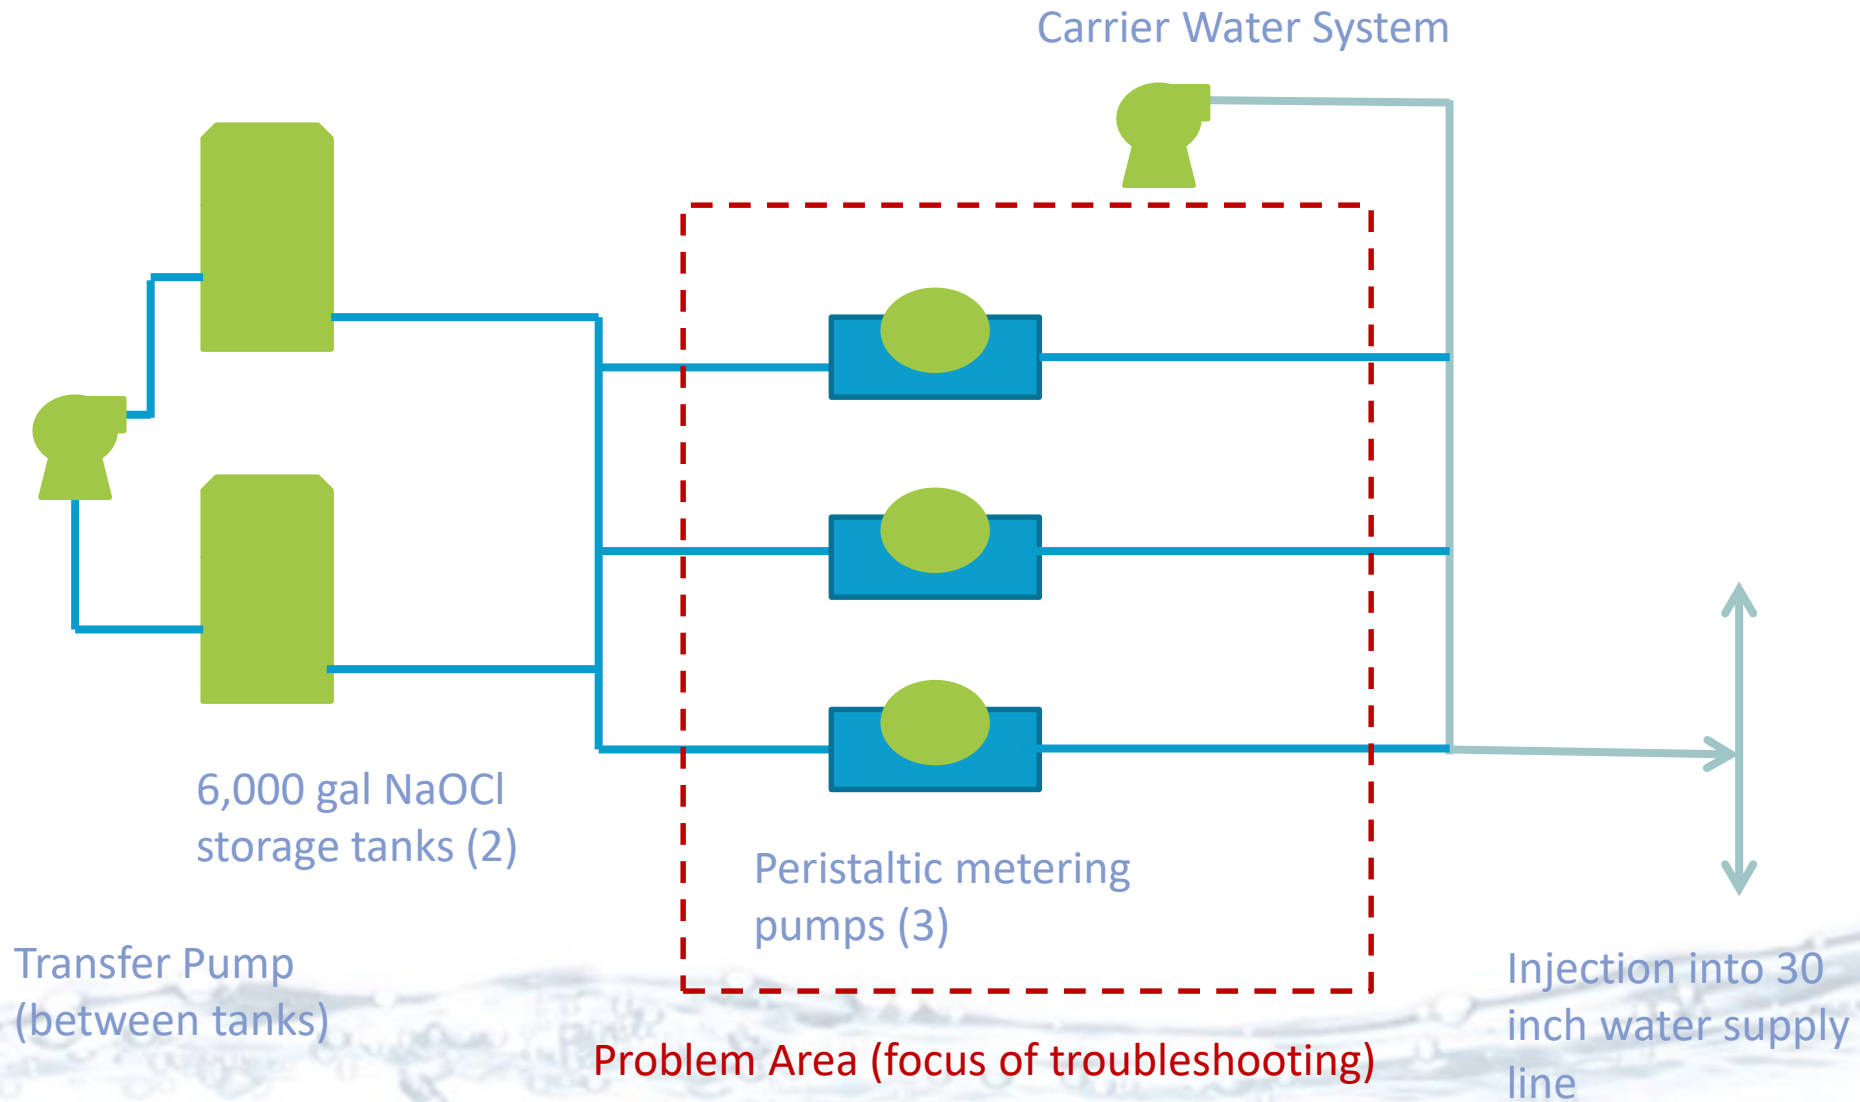 Carrier Water System
6,000 gal NaOCl
storage tanks (2)
Peristaltic metering
pumps (3)
Transfer Pump
(between tanks)
Injection into 30
inch water supply
line
Problem Area (focus of troubleshooting)